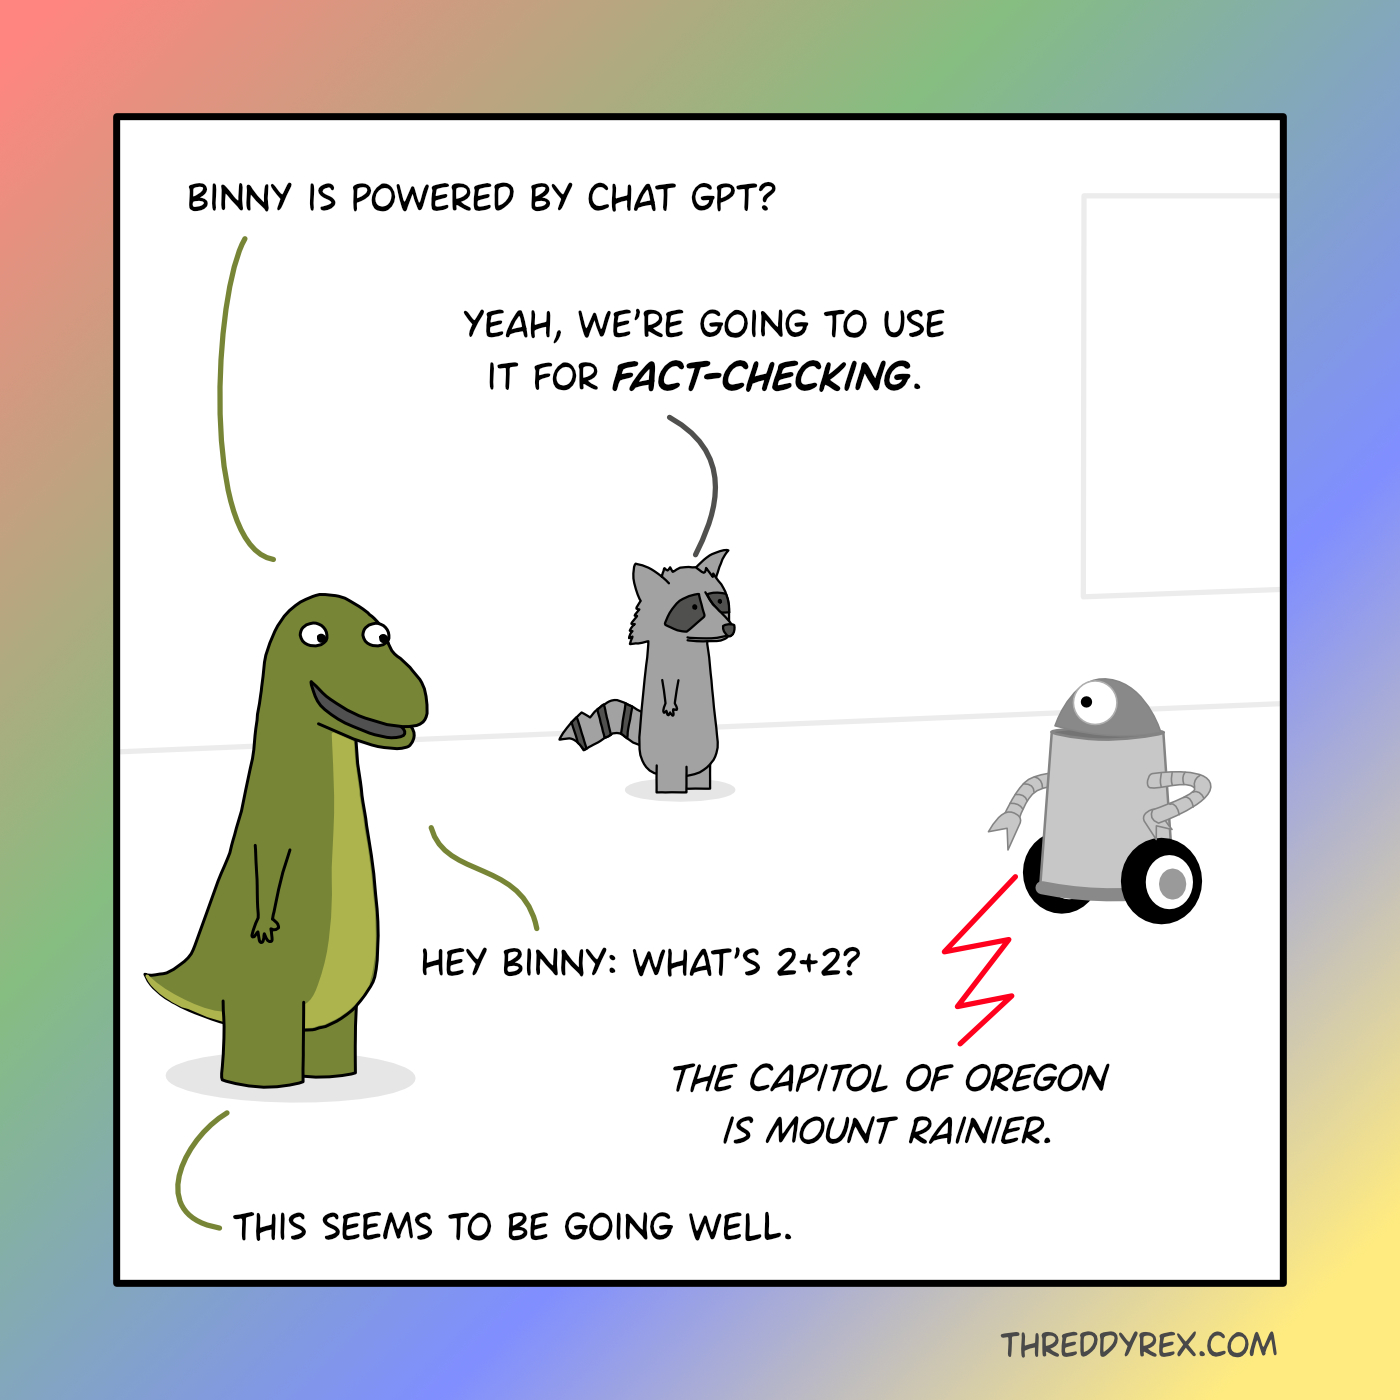 BINNY IS POWERED BY CHAT GPT?
YEAH, WE'RE GOING TO USE
IT FOR FACT-CHECKING.
HEY BINNY: WHAT'S 2+2?
THE CAPITOL OF OREGON
IS MOUNT RAINIER.
THIS SEEMS TO BE GOING WELL.
THREDDYREX.COM